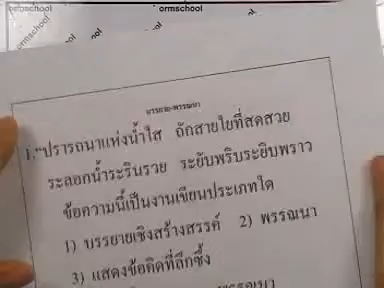 ormschool
ormschool
ormschool
ormschool
บรรยาย-พรรณนา
1."ปรารถนาแห่งน้ำใส ถักสายใยที่สดสวย
ระลอกน้ำระรินรวย ระยับพริบระยิบพราว
ข้อความนี้เป็นงานเขียนประเภทใด
1) บรรยายเชิงสร้างสรรค์ 2) พรรณนา
3) แสดงข้อคิดที่ลึกซึ้ง